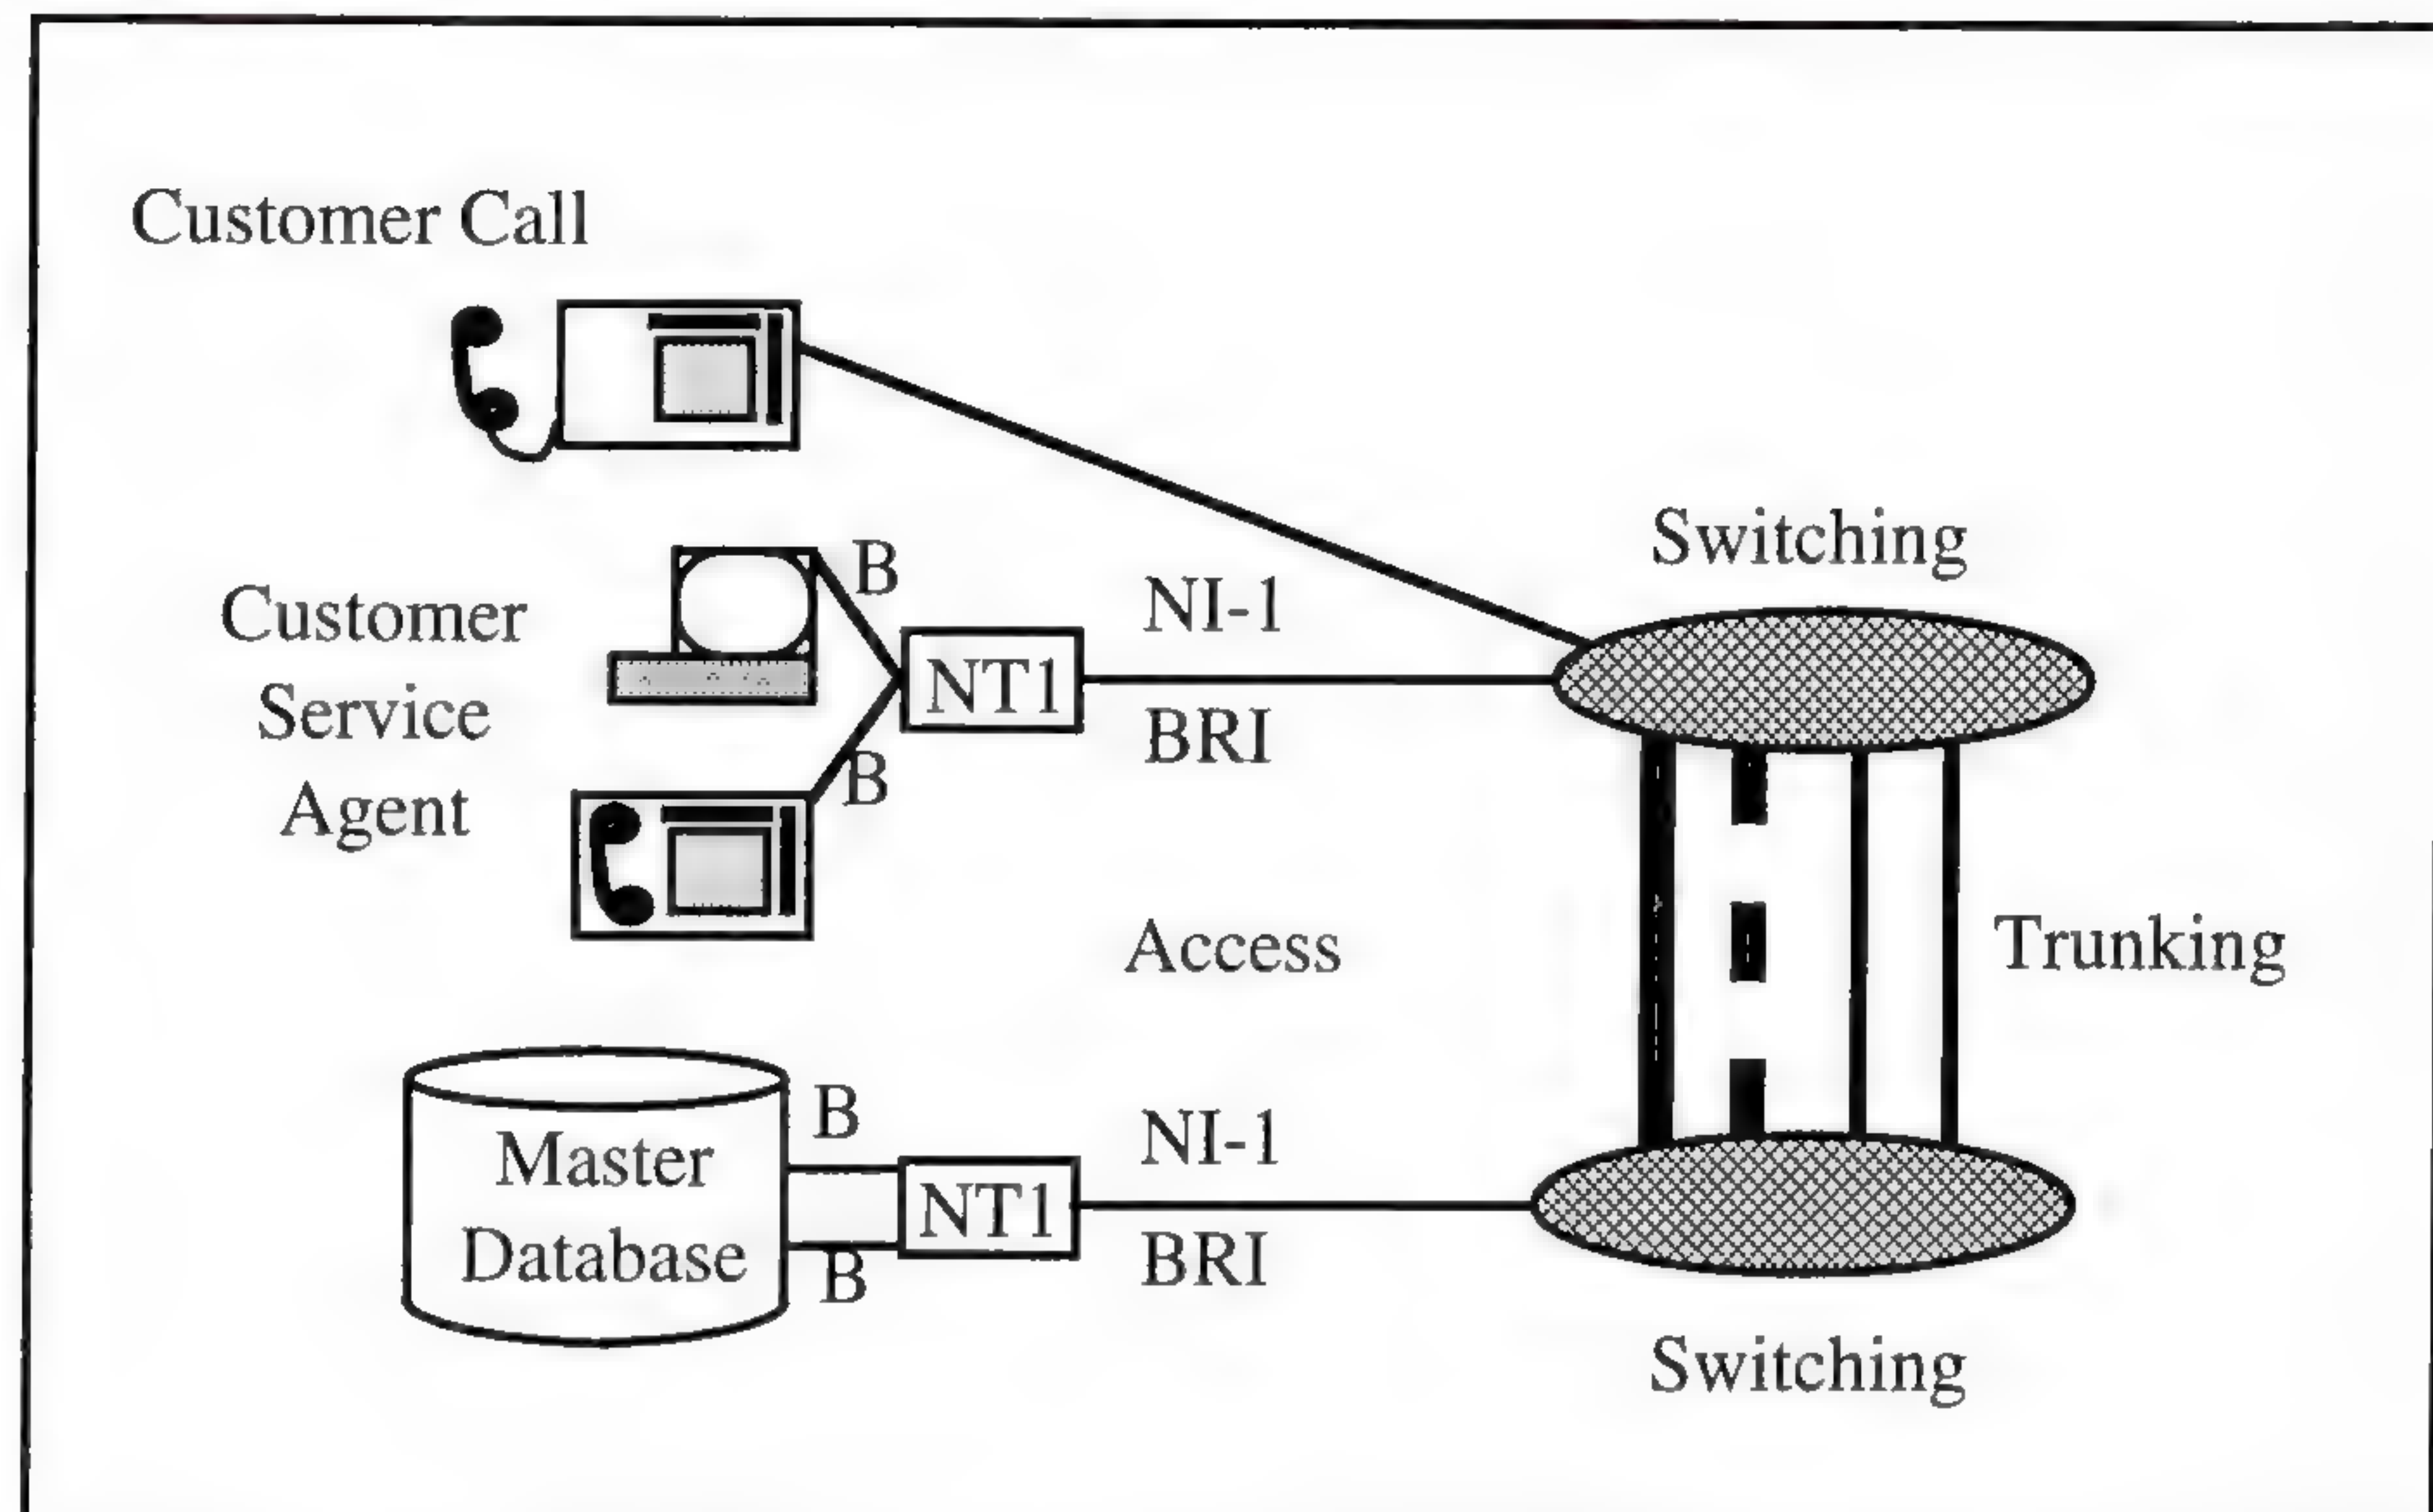 Customer Call
Switching
B
NI-1
Customer
Service
Agent
NT1
BRI
B
Access
Trunking
B
NI-1
Master
Database
NT1
B
BRI
Switching